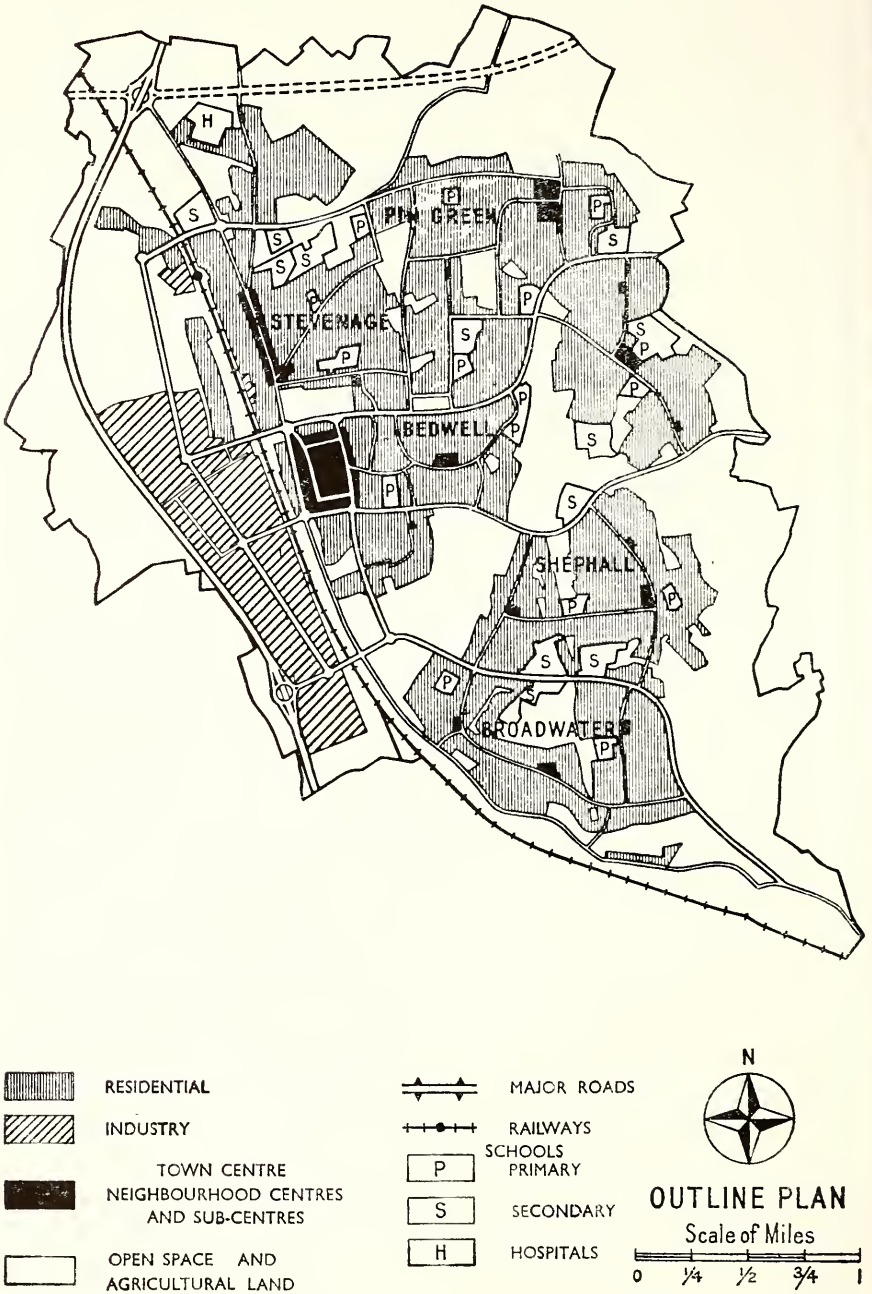 H
P
PIN GREEN
P
S
P
S
S
S
S
P
P
STEVENAGE
S
S
P
P
P
P
P
BEDWELL
P
S
P
S
SHEPHALL
P
P
S
S
P
BROADWATER
P
RESIDENTIAL
INDUSTRY
TOWN CENTRE
NEIGHBOURHOOD CENTRES
AND SUB-CENTRES
OPEN SPACE AND
AGRICULTURAL LAND
MAJOR ROADS
RAILWAYS
SCHOOLS
P PRIMARY
S SECONDARY
H HOSPITALS
N
OUTLINE PLAN
Scale of Miles
0 1/4 1/2 3/4 1